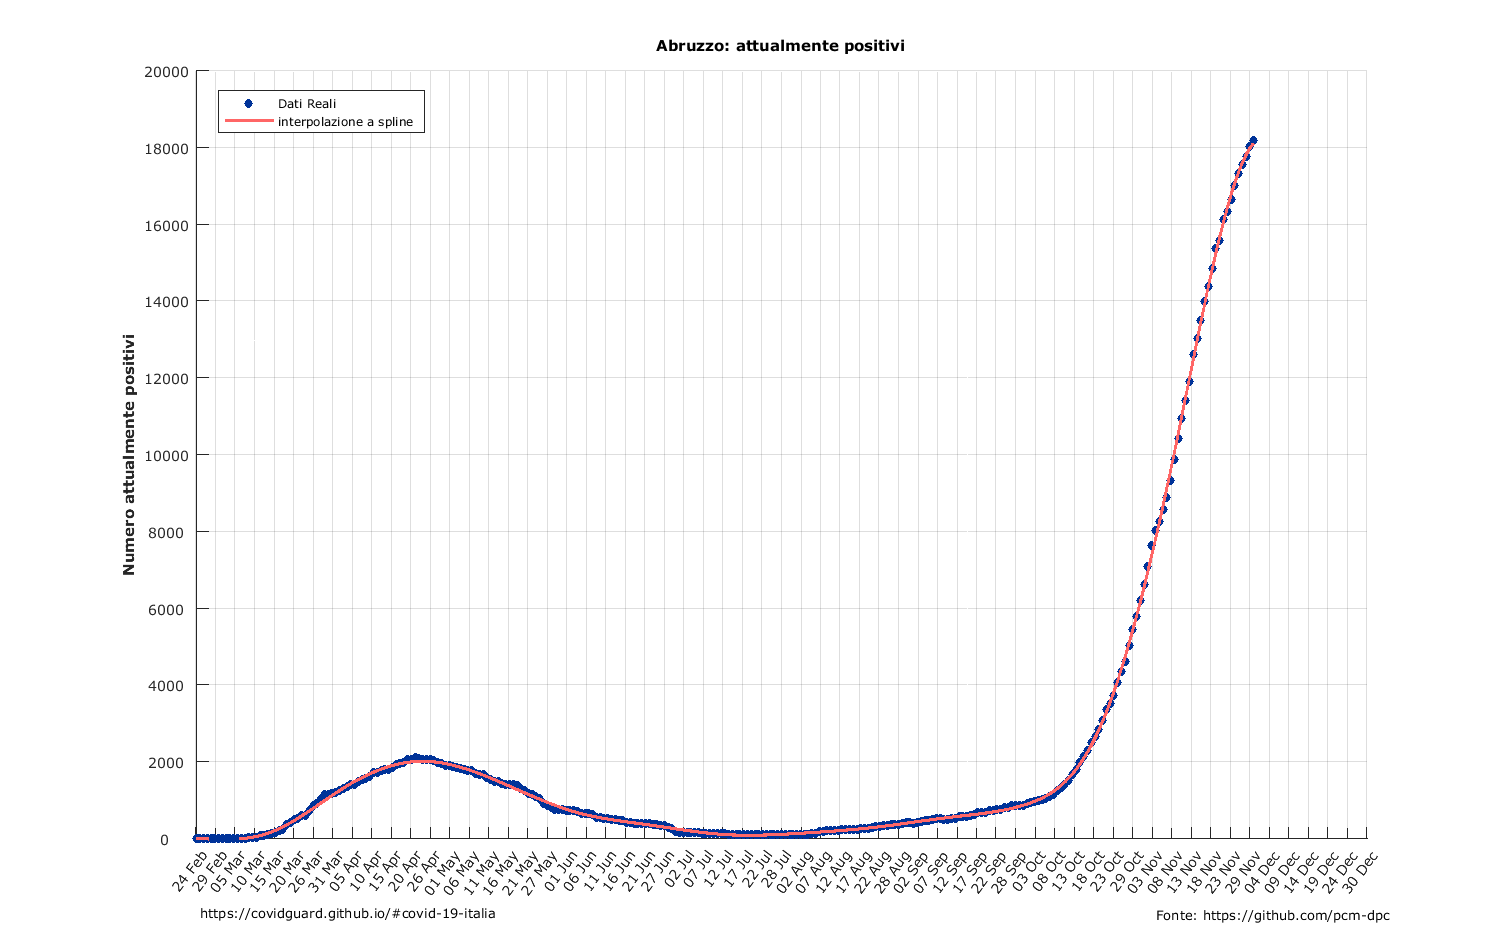 Abruzzo: attualmente positivi
Dati Reali
interpolazione a spline
Numero attualmente positivi
20000
18000
16000
14000
12000
10000
8000
6000
4000
2000
0
24 Feb
29 Feb
05 Mar
10 Mar
15 Mar
20 Mar
26 Mar
31 Mar
05 Apr
10 Apr
15 Apr
20 Apr
26 Apr
01 May
06 May
11 May
16 May
21 May
27 May
01 Jun
06 Jun
11 Jun
16 Jun
21 Jun
27 Jun
02 Jul
07 Jul
12 Jul
17 Jul
22 Jul
28 Jul
02 Aug
07 Aug
12 Aug
17 Aug
22 Aug
28 Aug
02 Sep
07 Sep
12 Sep
17 Sep
22 Sep
28 Sep
03 Oct
08 Oct
13 Oct
18 Oct
23 Oct
29 Oct
03 Nov
08 Nov
13 Nov
18 Nov
23 Nov
29 Nov
04 Dec
09 Dec
14 Dec
19 Dec
24 Dec
30 Dec
https://covidguard.github.io/#covid-19-italia
Fonte: https://github.com/pcm-dpc